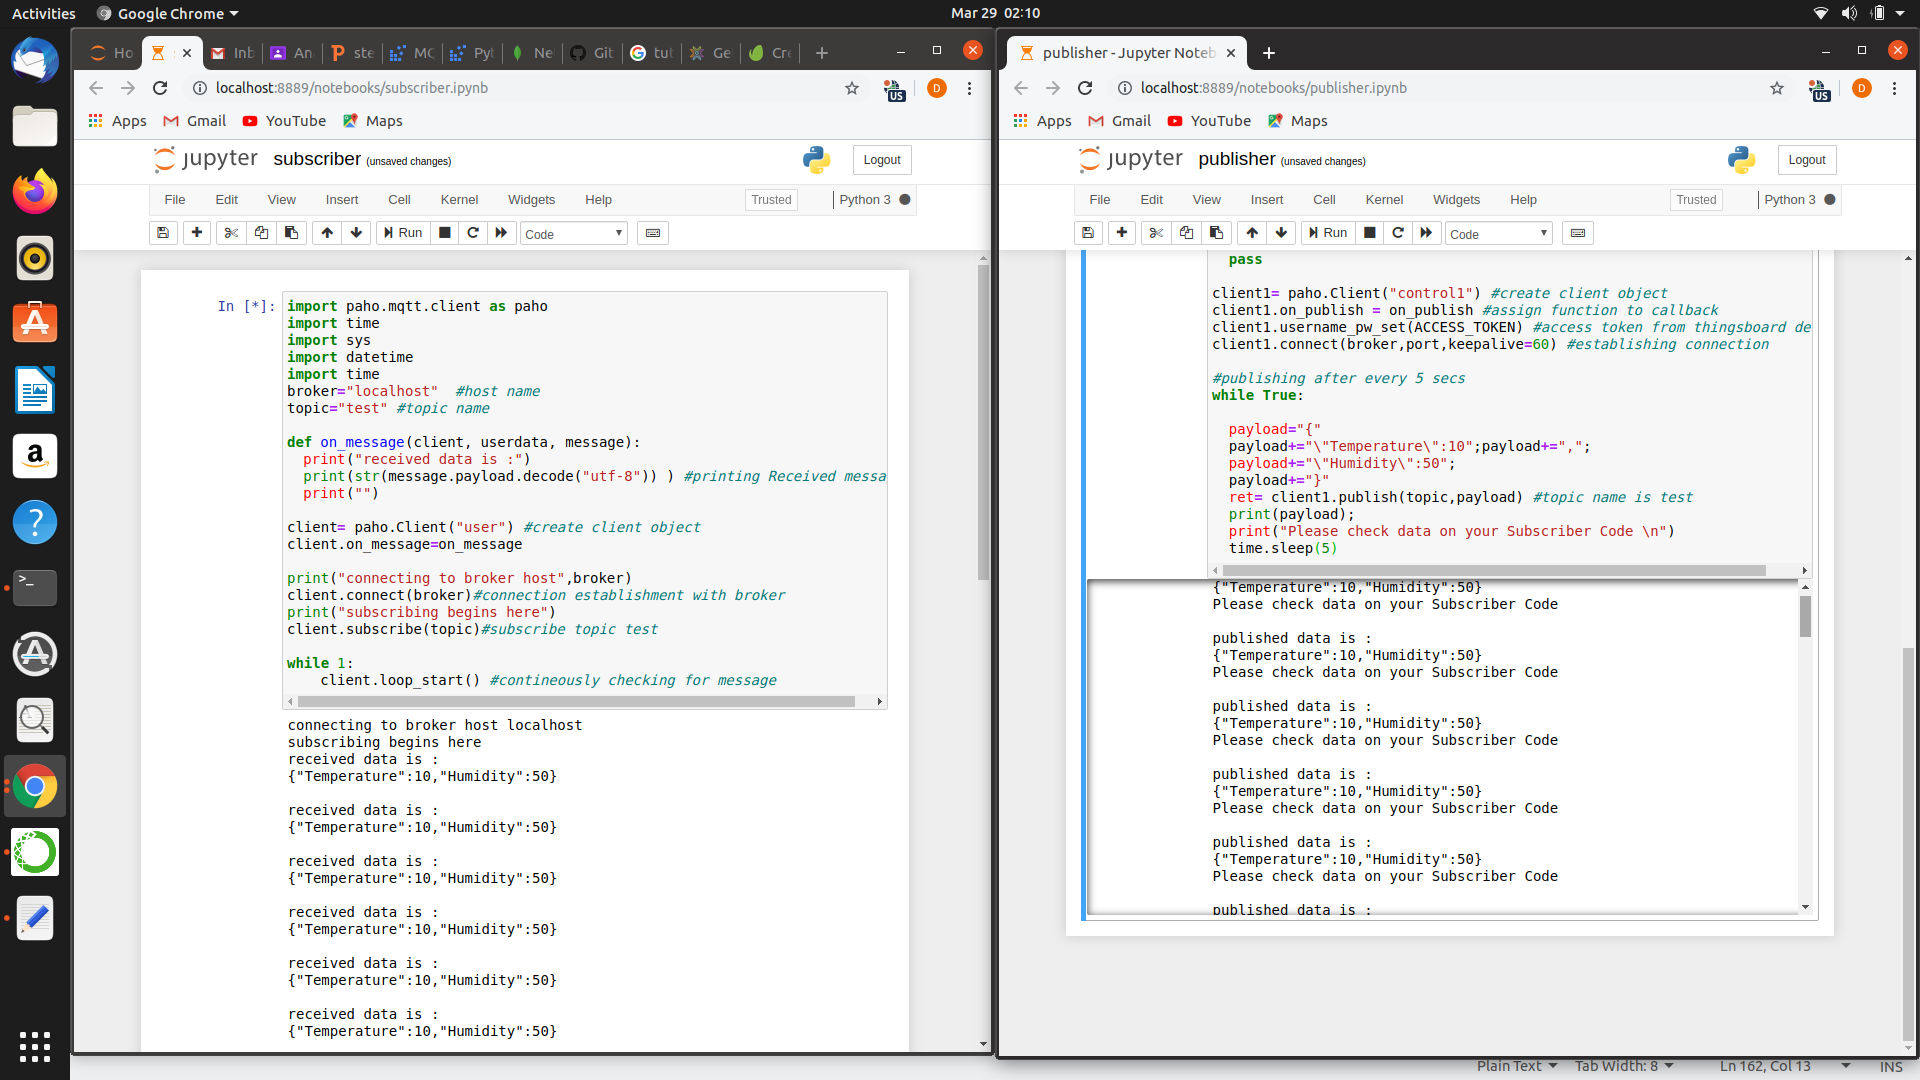 Activities
Google Chrome
Mar 29 02:10
Ho
Inb
An
ste
MC
Pyt
Ne
Git
tut
Ge
Cre
localhost:8889/notebooks/subscriber.ipynb
US
D
Apps
Gmail
YouTube
Maps
jupyter subscriber (unsaved changes)
Logout
File Edit View Insert Cell Kernel Widgets Help
Trusted
Python 3
Run
Code
In [*]:
import paho.mqtt.client as paho
import time
import sys
import datetime
import time
broker="localhost"  #host name
topic="test" #topic name
def on_message(client, userdata, message):
  print("received data is :")
  print(str(message.payload.decode("utf-8")) ) #printing Received messa
  print("")
client= paho.Client("user") #create client object
client.on_message=on_message
print("connecting to broker host",broker)
client.connect(broker)#connection establishment with broker
print("subscribing begins here")
client.subscribe(topic)#subscribe topic test
while 1:
    client.loop_start() #contineously checking for message
connecting to broker host localhost
subscribing begins here
received data is :
{"Temperature":10,"Humidity":50}
received data is :
{"Temperature":10,"Humidity":50}
received data is :
{"Temperature":10,"Humidity":50}
received data is :
{"Temperature":10,"Humidity":50}
received data is :
{"Temperature":10,"Humidity":50}
received data is :
{"Temperature":10,"Humidity":50}
publisher - Jupyter Noteb
localhost:8889/notebooks/publisher.ipynb
US
D
Apps
Gmail
YouTube
Maps
jupyter publisher (unsaved changes)
Logout
File Edit View Insert Cell Kernel Widgets Help
Trusted
Python 3
Run
Code
  pass
client1= paho.Client("control1") #create client object
client1.on_publish = on_publish #assign function to callback
client1.username_pw_set(ACCESS_TOKEN) #access token from thingsboard de
client1.connect(broker,port,keepalive=60) #establishing connection
#publishing after every 5 secs
while True:
  payload="{"
  payload+="\"Temperature\":10";payload+=",";
  payload+="\"Humidity\":50";
  payload+="}"
  ret= client1.publish(topic,payload) #topic name is test
  print(payload);
  print("Please check data on your Subscriber Code \n")
  time.sleep(5)
{"Temperature":10,"Humidity":50}
Please check data on your Subscriber Code
published data is :
{"Temperature":10,"Humidity":50}
Please check data on your Subscriber Code
published data is :
{"Temperature":10,"Humidity":50}
Please check data on your Subscriber Code
published data is :
{"Temperature":10,"Humidity":50}
Please check data on your Subscriber Code
published data is :
{"Temperature":10,"Humidity":50}
Please check data on your Subscriber Code
published data is :
Plain Text
Tab Width: 8
Ln 162, Col 13
INS